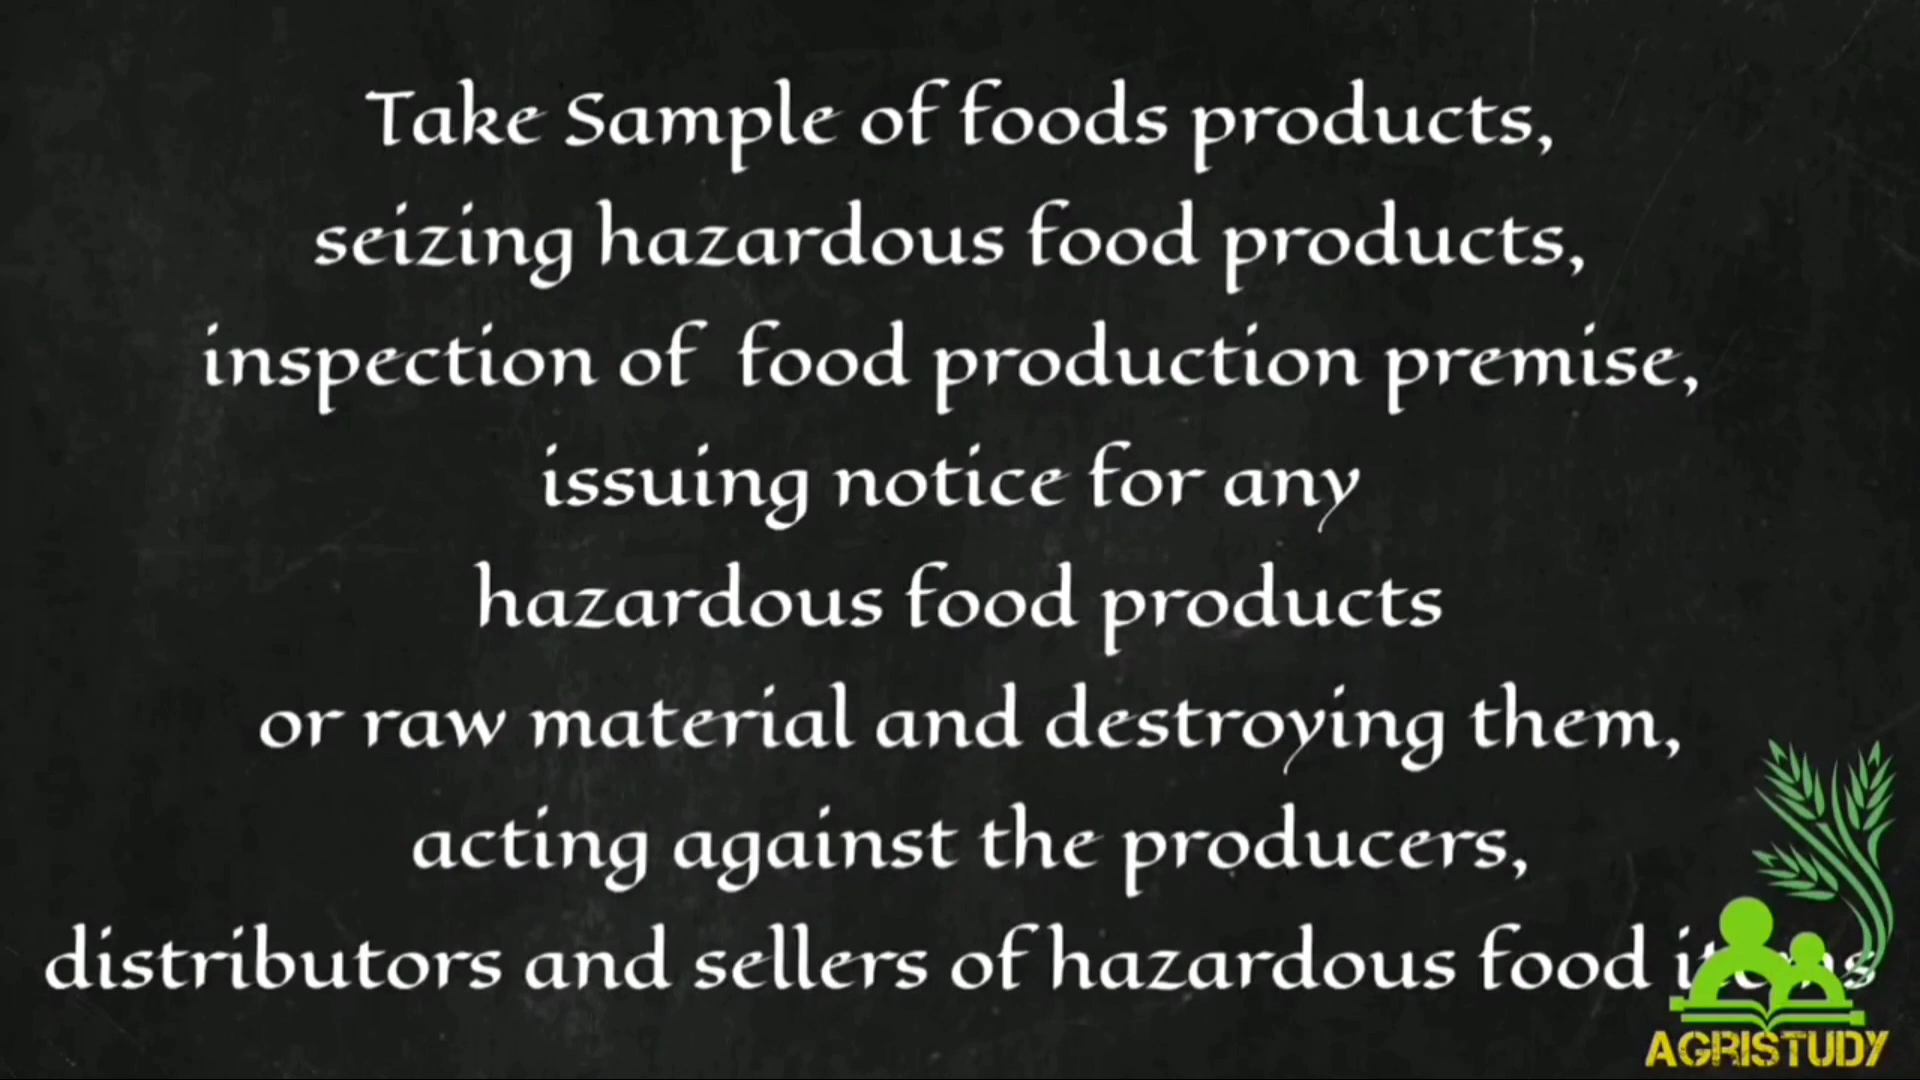 Take Sample of foods products,
seizing hazardous food products,
inspection of food production premise,
issuing notice for any
hazardous food products
or raw material and destroying them,
acting against the producers,
distributors and sellers of hazardous food items
AGRISTUDY